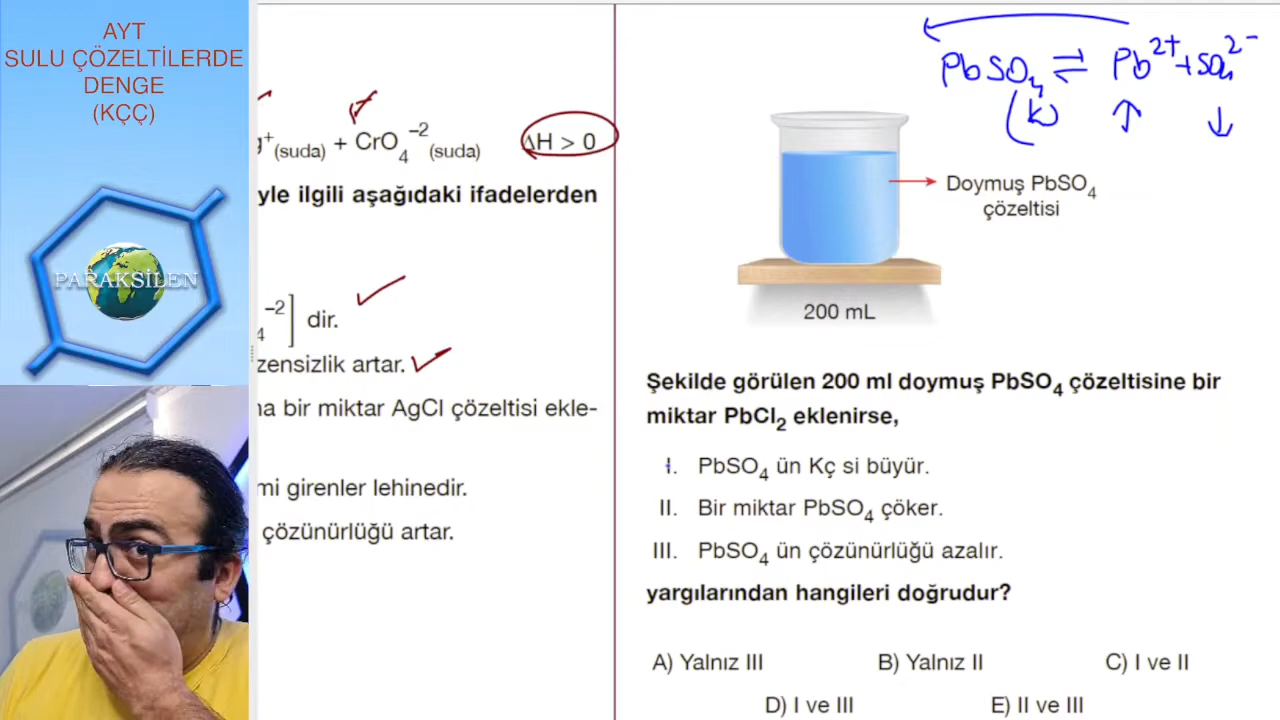 AYT
SULU ÇÖZELTİLERDE
DENGE
(KÇÇ)
PARAKSİLEN
g⁺(suda) + CrO₄⁻²(suda) ΔH > 0
yle ilgili aşağıdaki ifadelerden
₄⁻²] dir.
zensizlik artar.
na bir miktar AgCl çözeltisi ekle-
mi girenler lehinedir.
çözünürlüğü artar.
PbSO₄ ⇌ Pb²⁺ + SO₄²⁻
(k) ↑ ↓
Doymuş PbSO₄
çözeltisi
200 mL
Şekilde görülen 200 ml doymuş PbSO₄ çözeltisine bir
miktar PbCl₂ eklenirse,
I. PbSO₄ ün Kç si büyür.
II. Bir miktar PbSO₄ çöker.
III. PbSO₄ ün çözünürlüğü azalır.
yargılarından hangileri doğrudur?
A) Yalnız III B) Yalnız II C) I ve II
D) I ve III E) II ve III